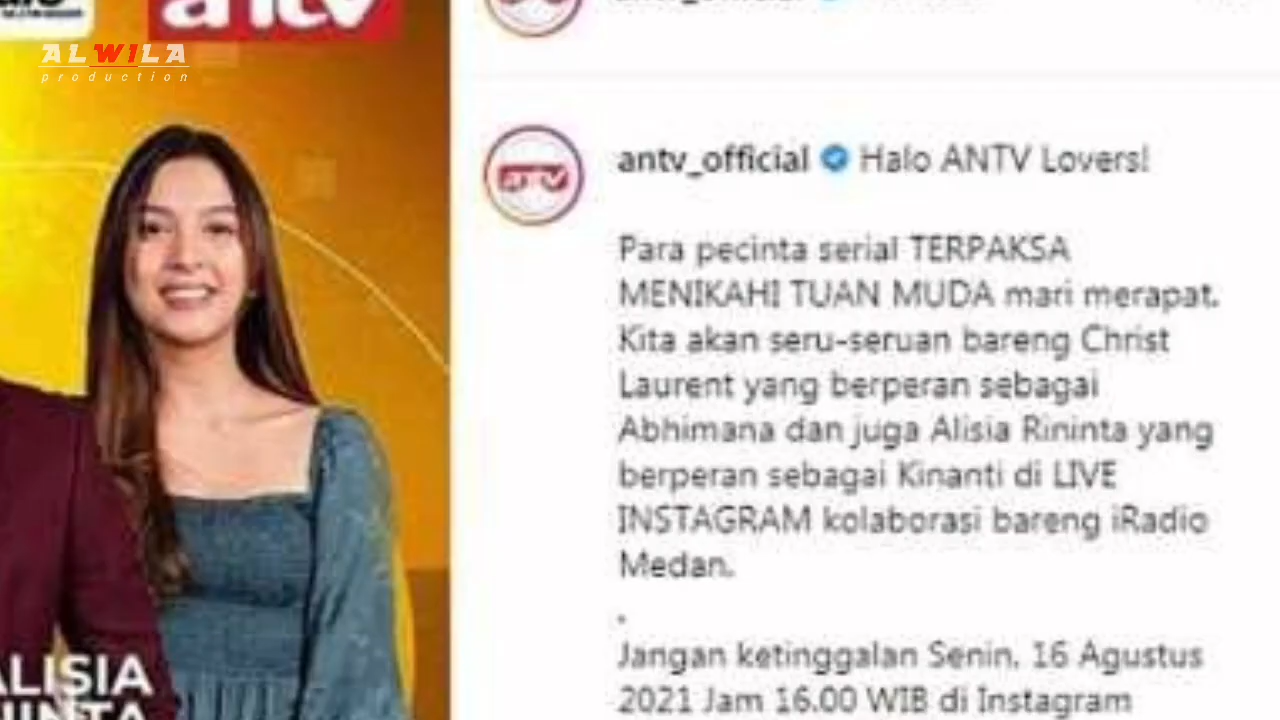 antv
ALWILA
production
antv_official Halo ANTV Lovers!
antv
Para pecinta serial TERPAKSA
MENIKAHI TUAN MUDA mari merapat.
Kita akan seru-seruan bareng Christ
Laurent yang berperan sebagai
Abhimana dan juga Alisia Rininta yang
berperan sebagai Kinanti di LIVE
INSTAGRAM kolaborasi bareng iRadio
Medan.
.
Jangan ketinggalan Senin, 16 Agustus
2021 Jam 16.00 WIB di Instagram
ALISIA